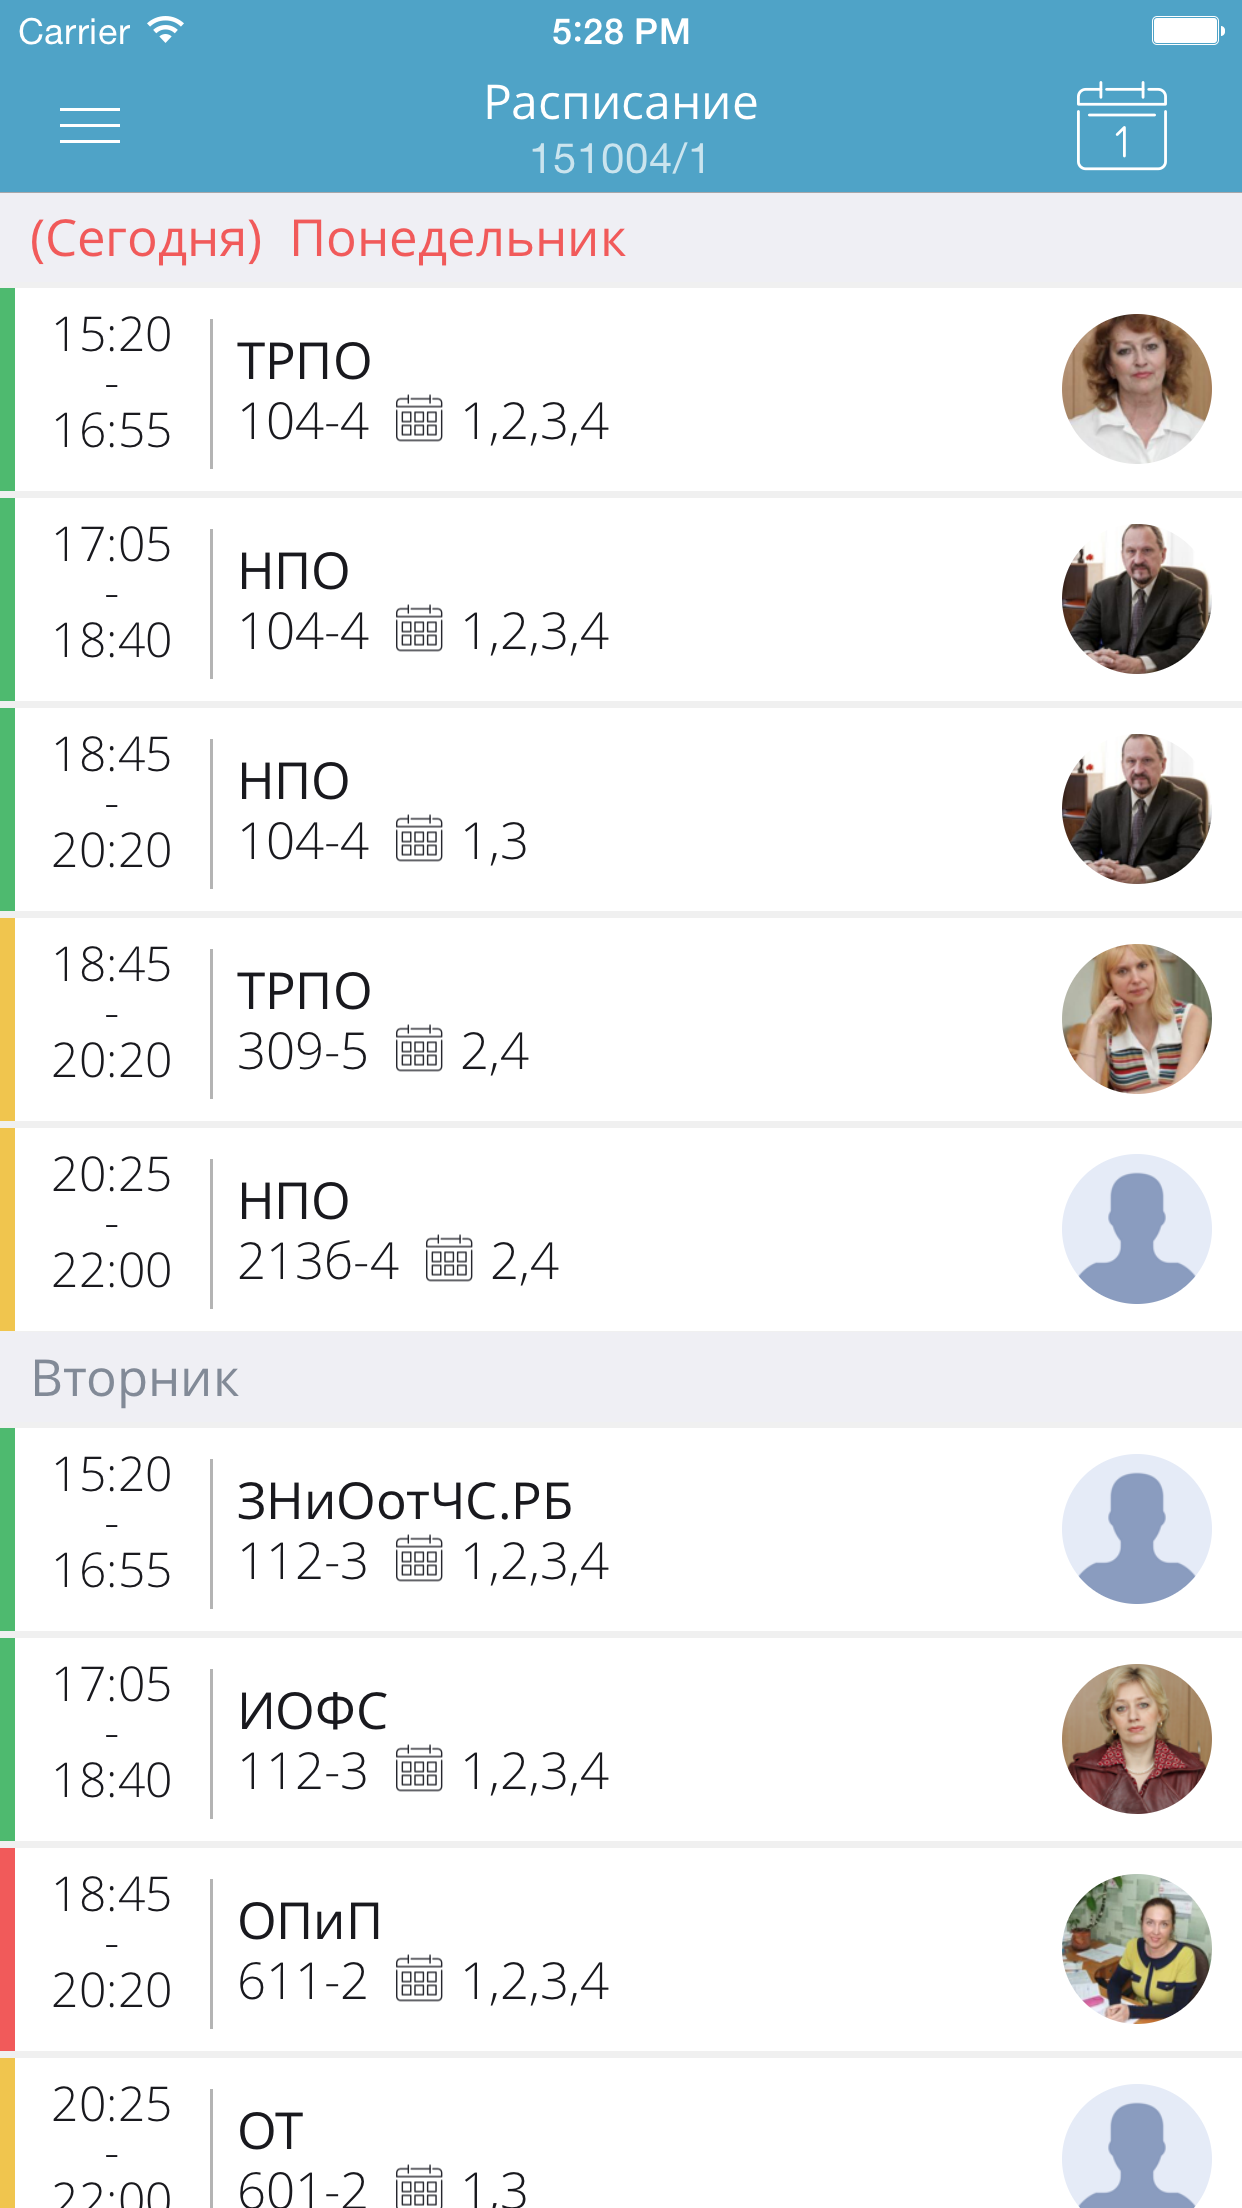 Carrier 5:28 PM
Расписание
151004/1
1
(Сегодня) Понедельник
15:20
-
16:55
ТРПО
104-4 1,2,3,4
17:05
-
18:40
НПО
104-4 1,2,3,4
18:45
-
20:20
НПО
104-4 1,3
18:45
-
20:20
ТРПО
309-5 2,4
20:25
-
22:00
НПО
2136-4 2,4
Вторник
15:20
-
16:55
ЗНиОотЧС.РБ
112-3 1,2,3,4
17:05
-
18:40
ИОФС
112-3 1,2,3,4
18:45
-
20:20
ОПиП
611-2 1,2,3,4
20:25
-
22:00
ОТ
601-2 1,3